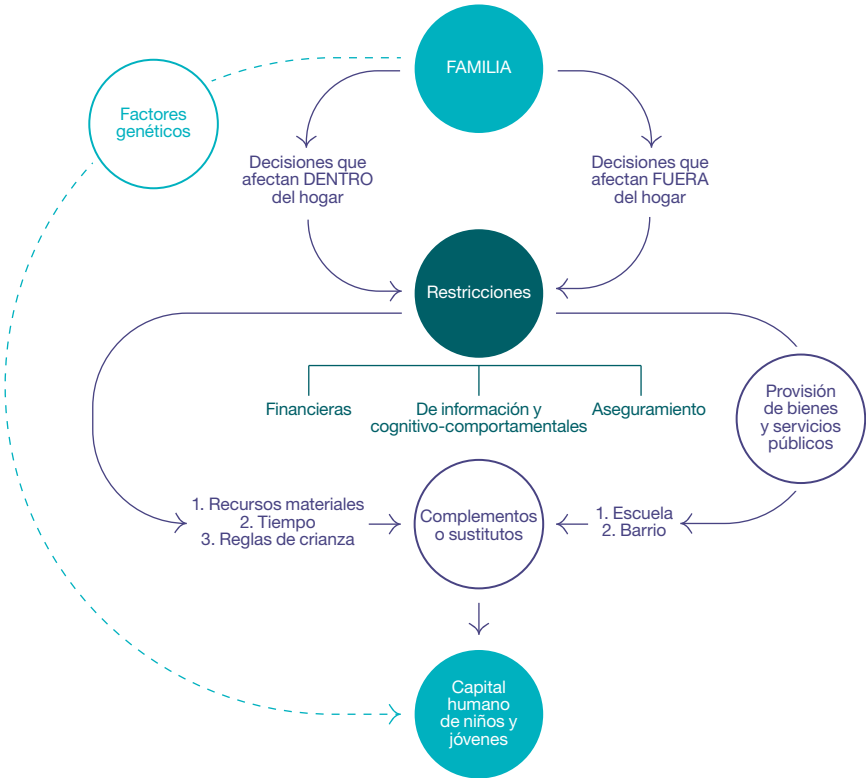 FAMILIA
Factores
genéticos
Decisiones que
afectan DENTRO
del hogar
Decisiones que
afectan FUERA
del hogar
Restricciones
Financieras
De información y
cognitivo-comportamentales
Aseguramiento
Provisión
de bienes
y servicios
públicos
1. Recursos materiales
2. Tiempo
3. Reglas de crianza
Complementos
o sustitutos
1. Escuela
2. Barrio
Capital
humano
de niños y
jóvenes